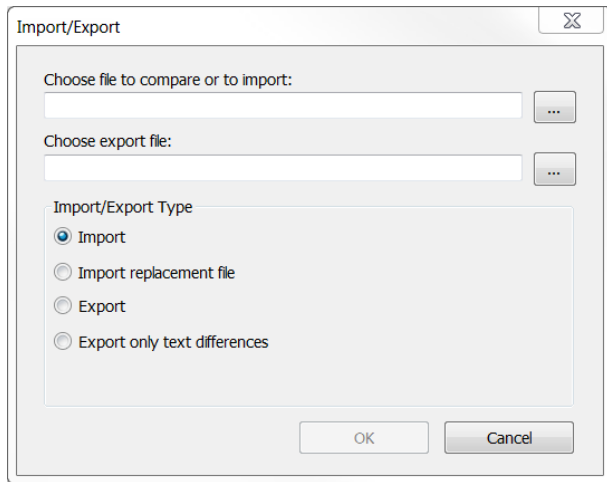 Import/Export
Choose file to compare or to import:
...
Choose export file:
...
Import/Export Type
Import
Import replacement file
Export
Export only text differences
OK
Cancel